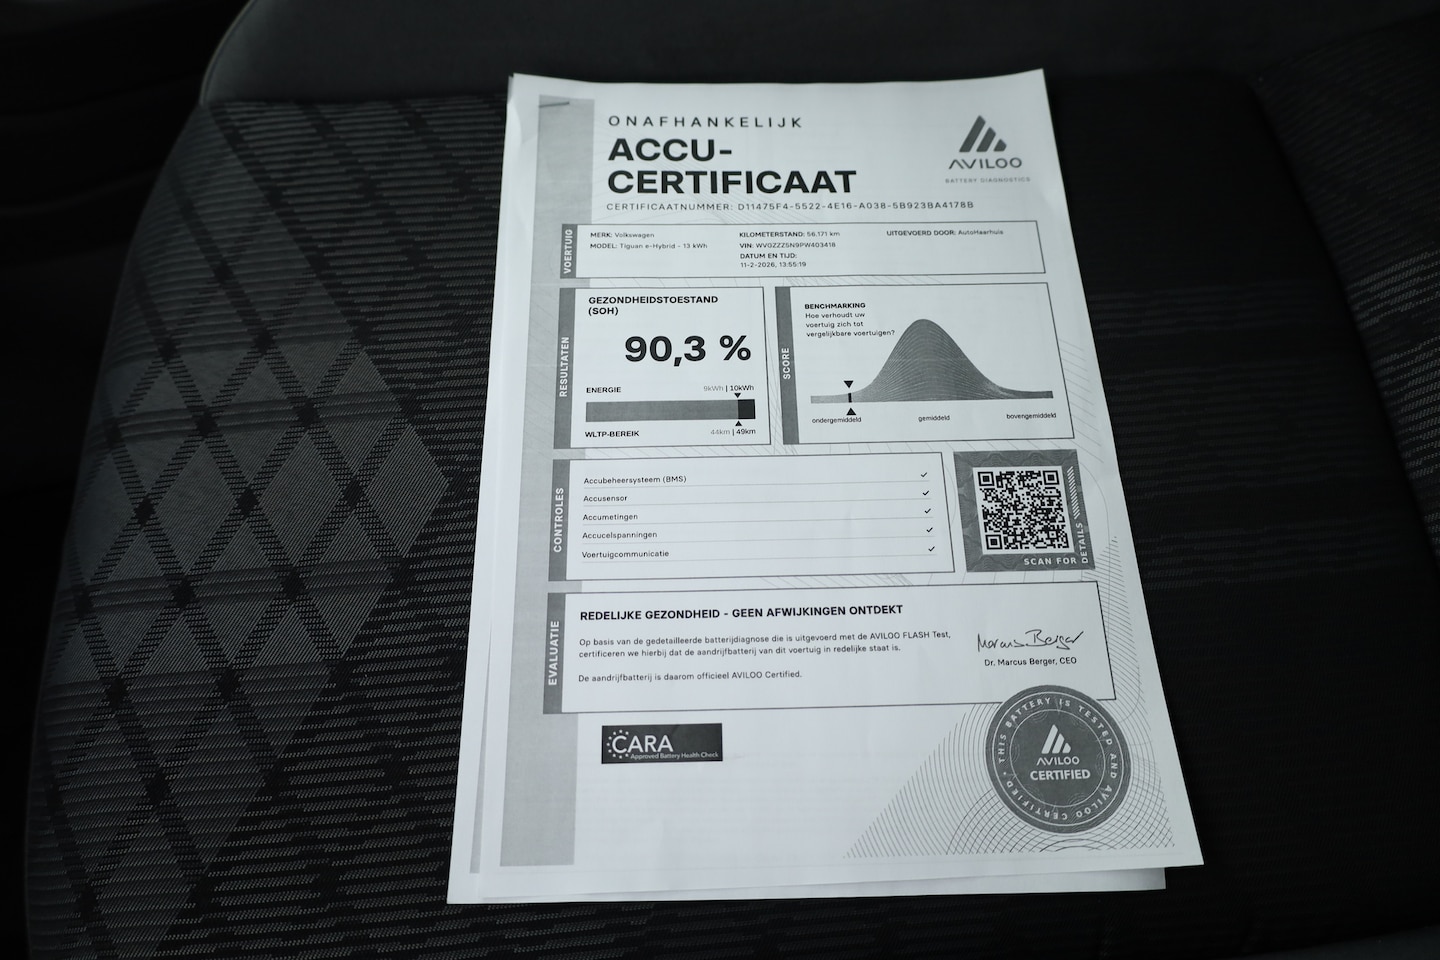 ONAFHANKELIJK
ACCU-
CERTIFICAAT
AVILOO
BATTERY DIAGNOSTICS
CERTIFICAATNUMMER: D11475F4-5522-4E16-A038-5B923BA4178B
VOERTUIG
MERK: Volkswagen
MODEL: Tiguan e-Hybrid - 13 kWh
KILOMETERSTAND: 56.171 km
VIN: WVGZZZ5N9PW403418
DATUM EN TIJD:
11-2-2026, 13:55:19
UITGEVOERD DOOR: AutoHaarhuis
RESULTATEN
GEZONDHEIDSTOESTAND
(SOH)
90,3 %
ENERGIE
9kWh | 10kWh
WLTP-BEREIK
44km | 49km
SCORE
BENCHMARKING
Hoe verhoudt uw
voertuig zich tot
vergelijkbare voertuigen?
ondergemiddeld
gemiddeld
bovengemiddeld
CONTROLES
Accubeheersysteem (BMS)
Accusensor
Accumetingen
Accucelspanningen
Voertuigcommunicatie
SCAN FOR DETAILS
EVALUATIE
REDELIJKE GEZONDHEID - GEEN AFWIJKINGEN ONTDEKT
Op basis van de gedetailleerde batterijdiagnose die is uitgevoerd met de AVILOO FLASH Test,
certificeren we hierbij dat de aandrijfbatterij van dit voertuig in redelijke staat is.
De aandrijfbatterij is daarom officieel AVILOO Certified.
Marcus Berger
Dr. Marcus Berger, CEO
CARA
Approved Battery Health Check
THIS BATTERY IS TESTED AND AVILOO CERTIFIED
AVILOO
CERTIFIED